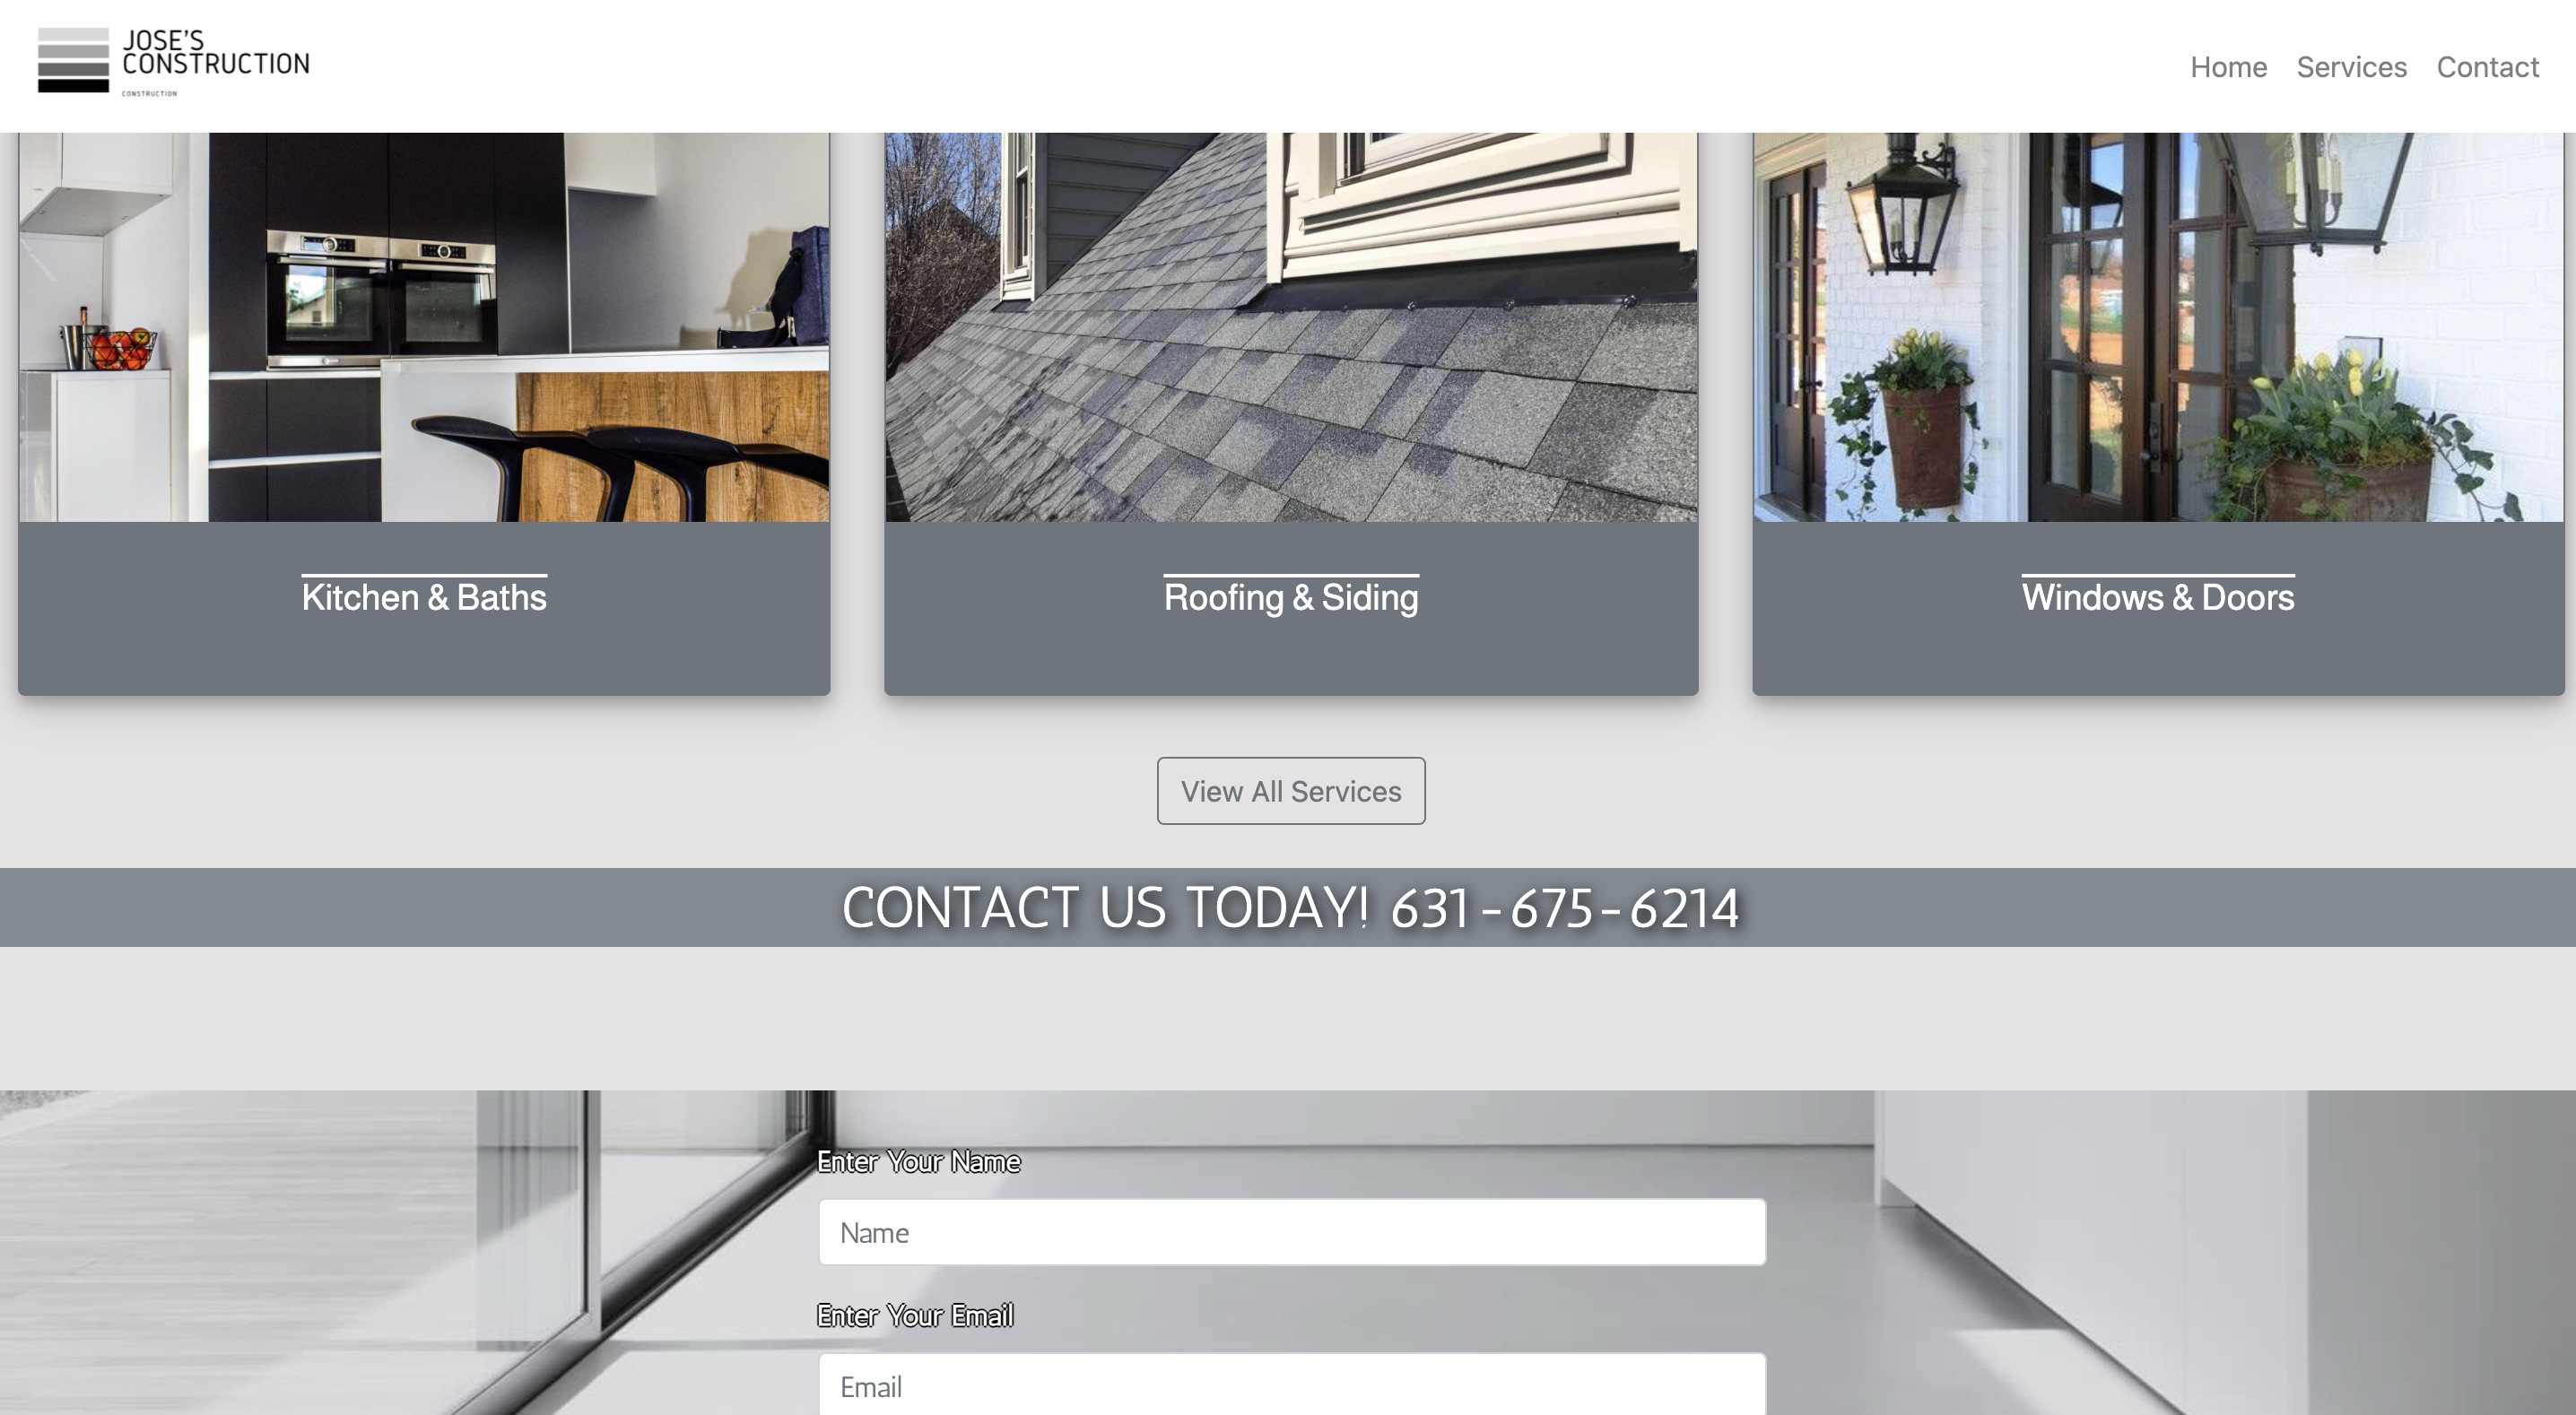 JOSE'S
CONSTRUCTION
CONSTRUCTION
Home Services Contact
Kitchen & Baths
Roofing & Siding
Windows & Doors
View All Services
CONTACT US TODAY! 631-675-6214
Enter Your Name
Name
Enter Your Email
Email